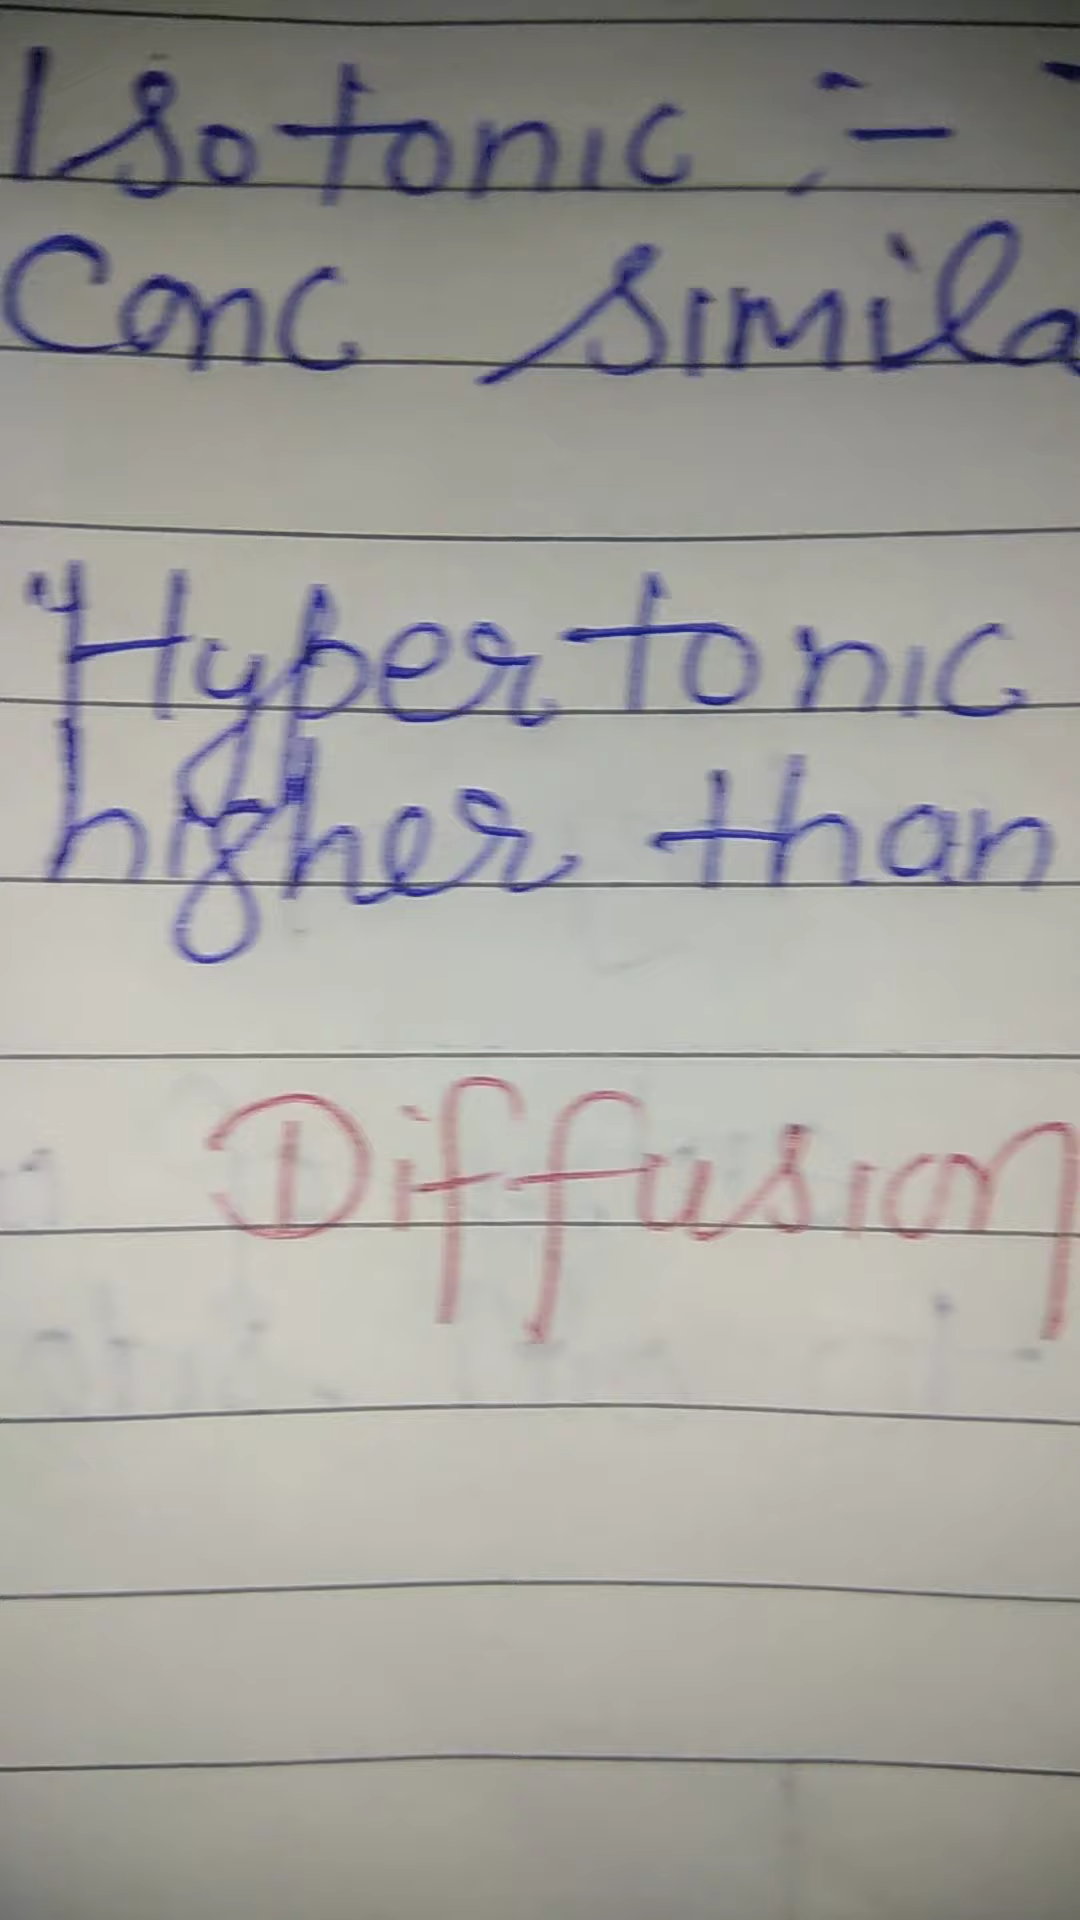 Isotonic :-
Conc simila
Hypertonic
higher than
Diffusion